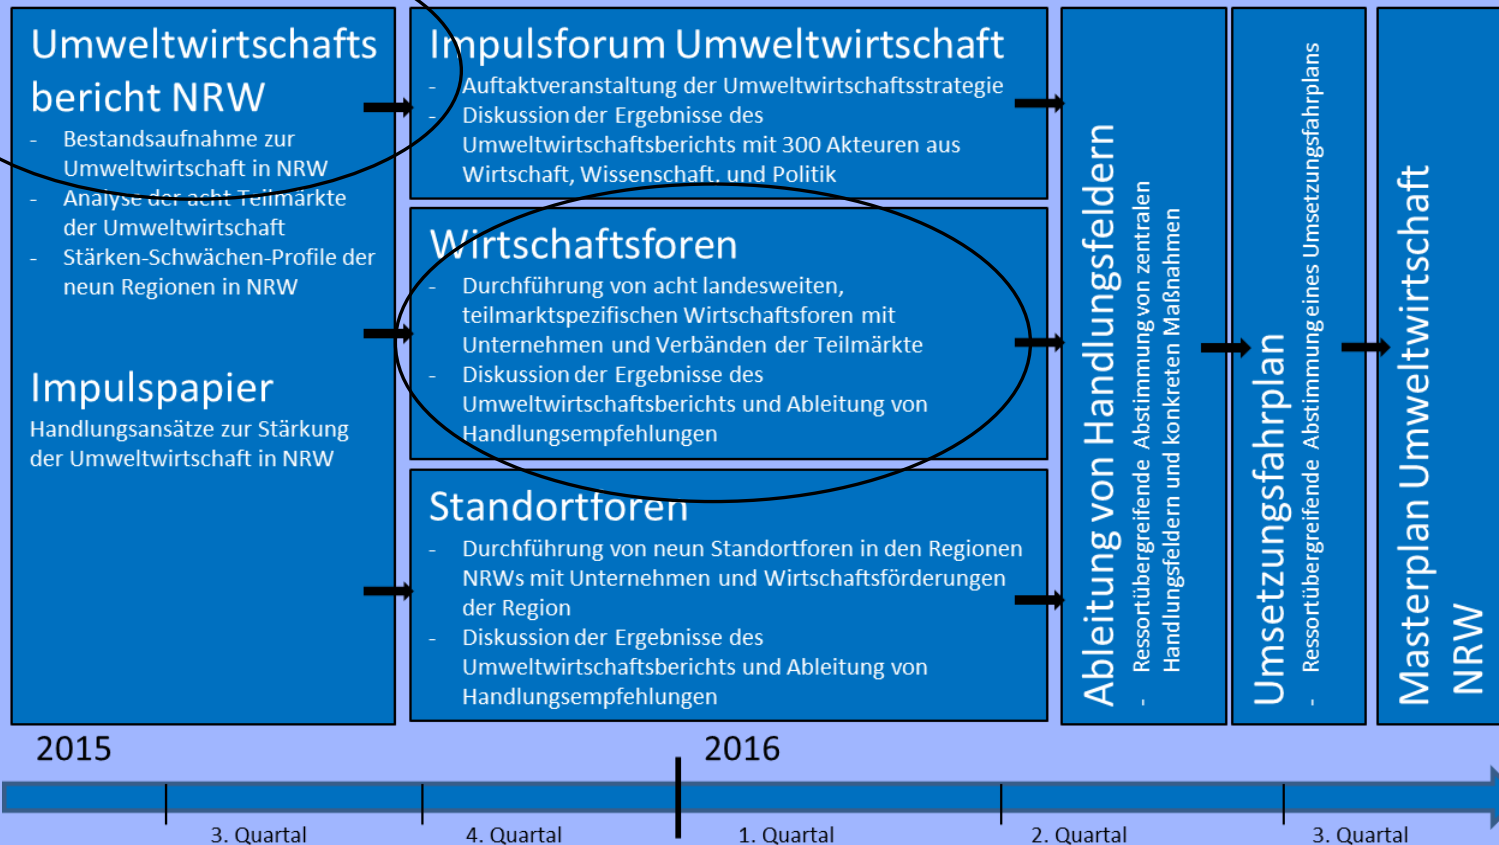 Umweltwirtschafts
bericht NRW
- Bestandsaufnahme zur
Umweltwirtschaft in NRW
- Analyse der acht Teilmärkte
der Umweltwirtschaft
- Stärken-Schwächen-Profile der
neun Regionen in NRW
Impulspapier
Handlungsansätze zur Stärkung
der Umweltwirtschaft in NRW
Impulsforum Umweltwirtschaft
- Auftaktveranstaltung der Umweltwirtschaftsstrategie
- Diskussion der Ergebnisse des
Umweltwirtschaftsberichts mit 300 Akteuren aus
Wirtschaft, Wissenschaft, und Politik
Wirtschaftsforen
- Durchführung von acht landesweiten,
teilmarktspezifischen Wirtschaftsforen mit
Unternehmen und Verbänden der Teilmärkte
- Diskussion der Ergebnisse des
Umweltwirtschaftsberichts und Ableitung von
Handlungsempfehlungen
Standortforen
- Durchführung von neun Standortforen in den Regionen
NRWs mit Unternehmen und Wirtschaftsförderungen
der Region
- Diskussion der Ergebnisse des
Umweltwirtschaftsberichts und Ableitung von
Handlungsempfehlungen
Ableitung von Handlungsfeldern
- Ressortübergreifende Abstimmung von zentralen
Handlungsfeldern und konkreten Maßnahmen
Umsetzungsfahrplan
- Ressortübergreifende Abstimmung eines Umsetzungsfahrplans
Masterplan Umweltwirtschaft
NRW
2015
2016
3. Quartal
4. Quartal
1. Quartal
2. Quartal
3. Quartal